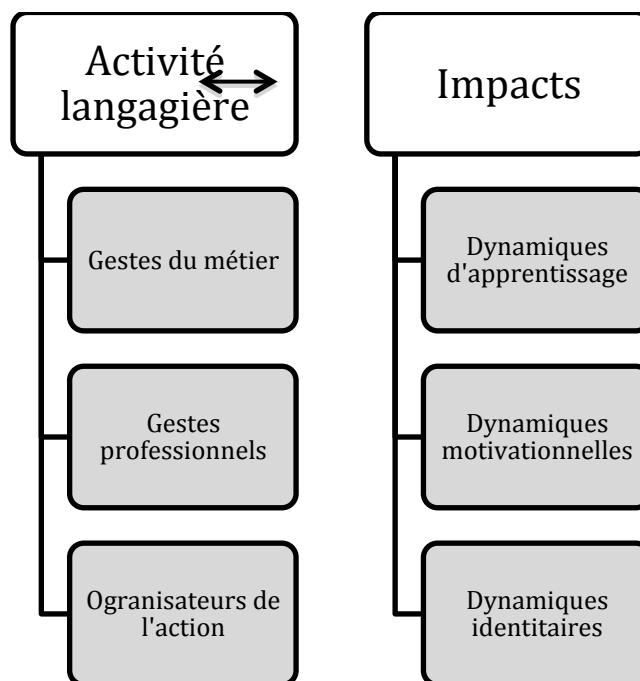 Activité
langagière
Gestes du métier
Gestes
professionnels
Ogranisateurs de
l'action
Impacts
Dynamiques
d'apprentissage
Dynamiques
motivationnelles
Dynamiques
identitaires